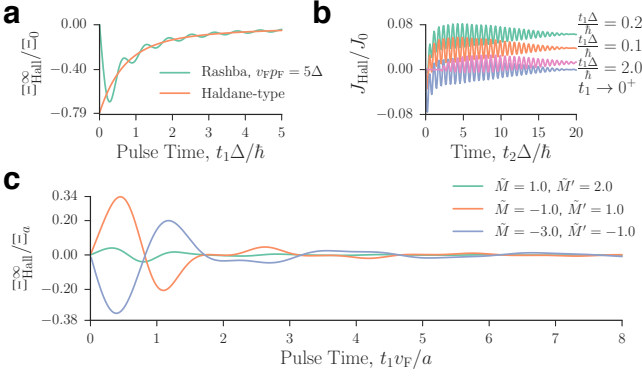 a
Ξ∞Hall/Ξ0
0.00
−0.40
−0.79
0 1 2 3 4 5
Pulse Time, t1Δ/ħ
Rashba, vFpF = 5Δ
Haldane-type
b
JHall/J0
0.08
0.00
−0.08
0 5 10 15 20
Time, t2Δ/ħ
t1Δ/ħ = 0.2
t1Δ/ħ = 0.1
t1Δ/ħ = 2.0
t1 → 0+
c
Ξ∞Hall/Ξa
0.34
0.20
0.00
−0.20
−0.38
0 1 2 3 4 5 6 7 8
Pulse Time, t1vF/a
M̃ = 1.0, M̃′ = 2.0
M̃ = −1.0, M̃′ = 1.0
M̃ = −3.0, M̃′ = −1.0